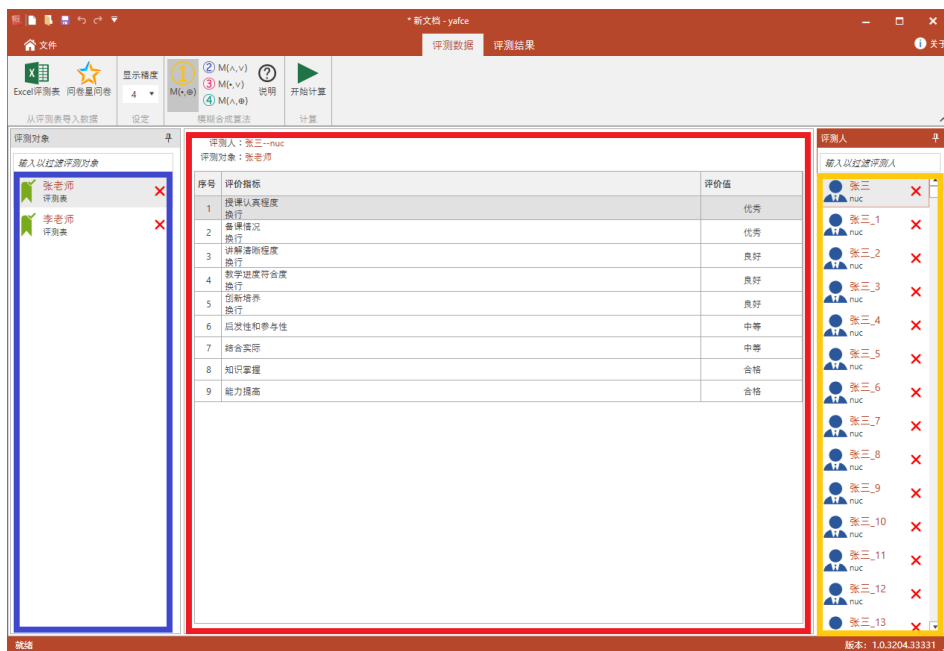 * 新文档 - yafce
文件
评测数据
评测结果
关于
Excel评测表
问卷星问卷
从评测表导入数据
显示精度
4
设定
① M(•,⊕)
② M(∧,∨)
③ M(•,∨)
④ M(∧,⊕)
说明
模糊合成算法
开始计算
计算
评测对象
输入以过滤评测对象
张老师
评测表
李老师
评测表
评测人：张三--nuc
评测对象：张老师
序号 评价指标 评价值
1 授课认真程度
换行
优秀
2 备课情况
换行
优秀
3 讲解清晰程度
换行
良好
4 教学进度符合度
换行
良好
5 创新培养
换行
良好
6 启发性和参与性 中等
7 结合实际 中等
8 知识掌握 合格
9 能力提高 合格
评测人
输入以过滤评测人
张三
nuc
张三_1
nuc
张三_2
nuc
张三_3
nuc
张三_4
nuc
张三_5
nuc
张三_6
nuc
张三_7
nuc
张三_8
nuc
张三_9
nuc
张三_10
nuc
张三_11
nuc
张三_12
nuc
张三_13
就绪
版本: 1.0.3204.33331